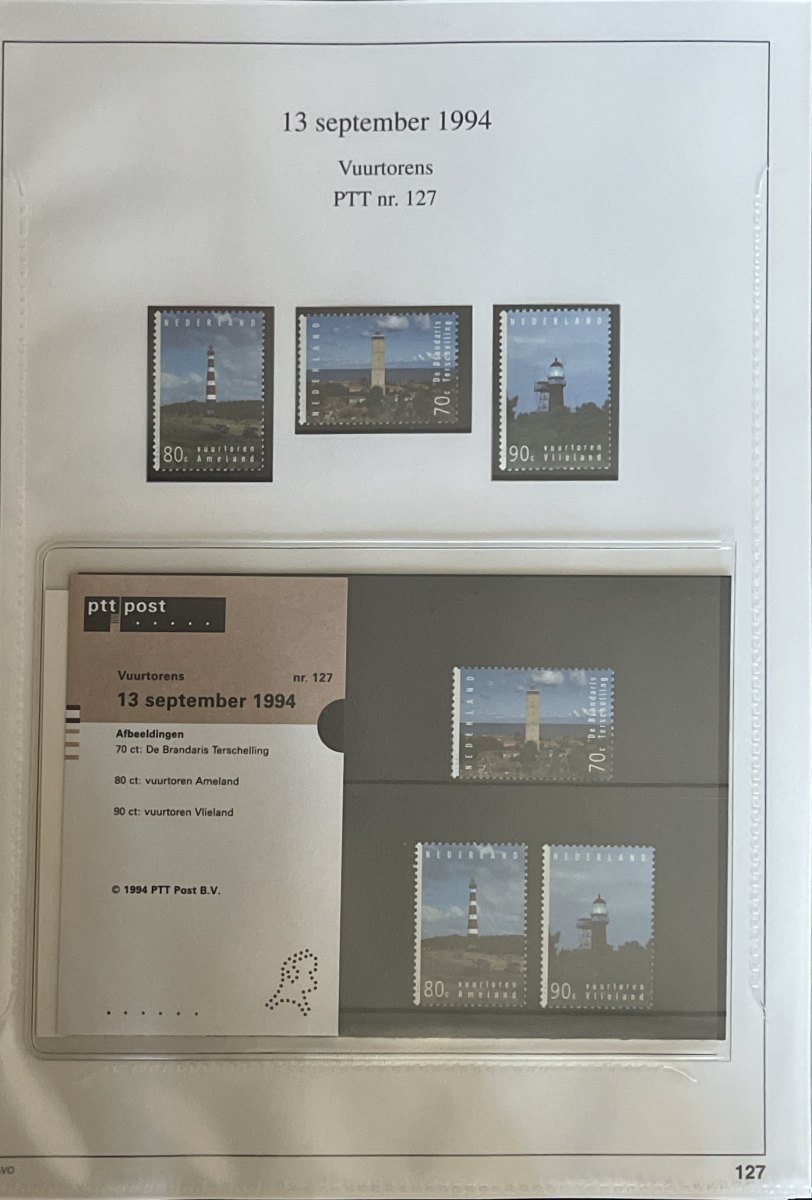 13 september 1994
Vuurtorens
PTT nr. 127
NEDERLAND
80c vuurtoren
Ameland
NEDERLAND
70c De Brandaris
Terschelling
NEDERLAND
90c vuurtoren
Vlieland
ptt post
Vuurtorens nr. 127
13 september 1994
Afbeeldingen
70 ct: De Brandaris Terschelling
80 ct: vuurtoren Ameland
90 ct: vuurtoren Vlieland
© 1994 PTT Post B.V.
NEDERLAND
70c De Brandaris
Terschelling
NEDERLAND
80c vuurtoren
Ameland
NEDERLAND
90c vuurtoren
Vlieland
127